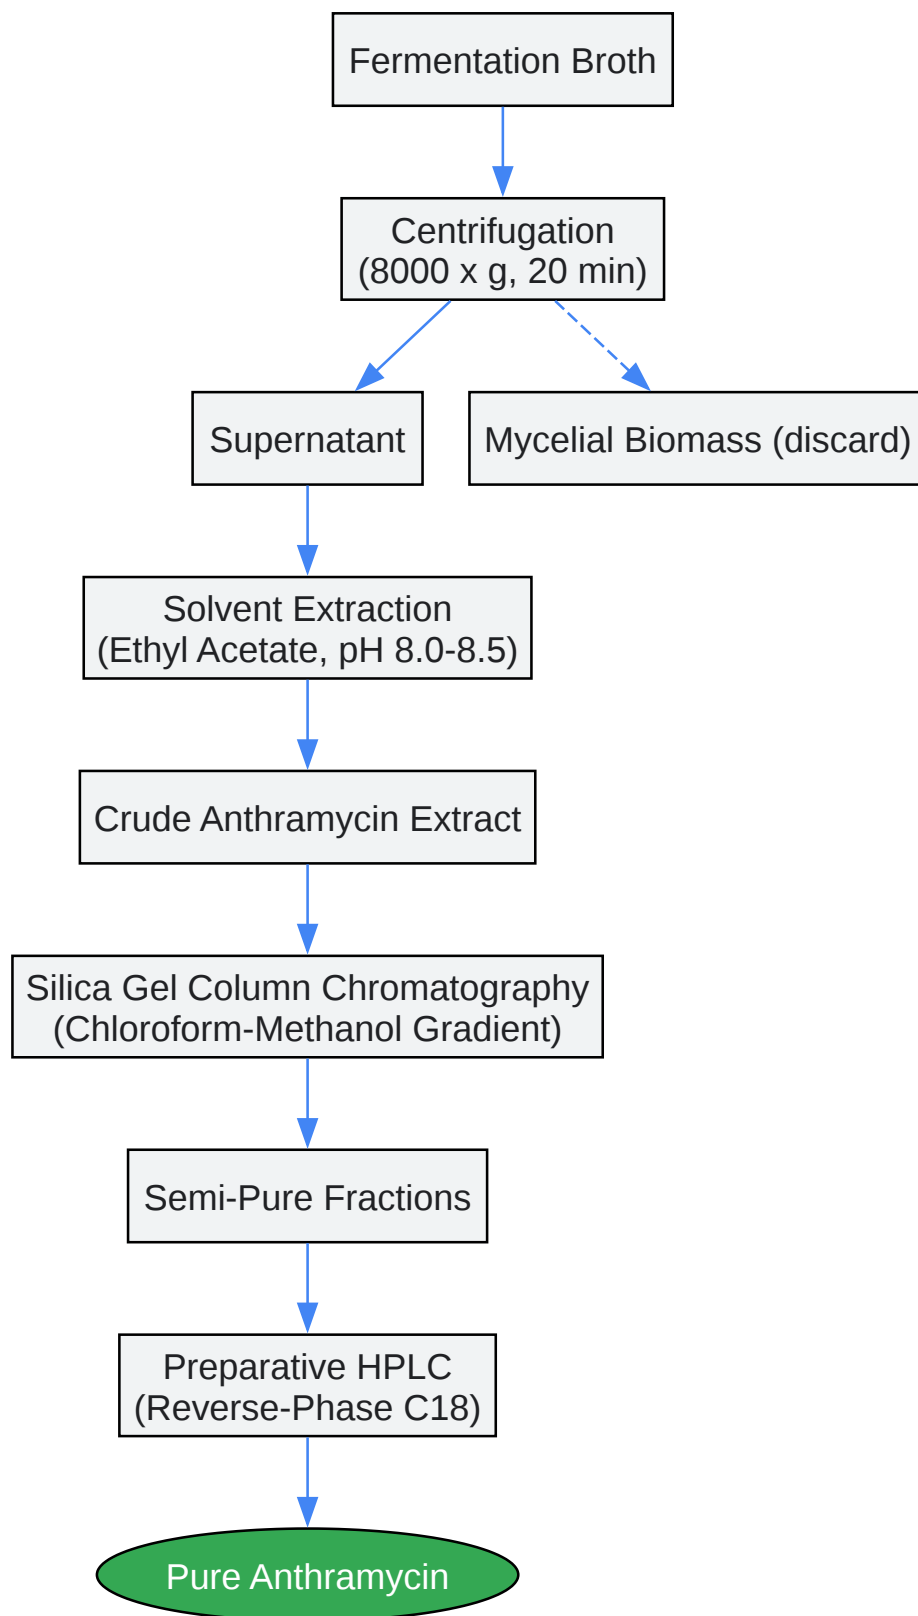 Fermentation Broth
Centrifugation
(8000 x g, 20 min)
Supernatant
Mycelial Biomass (discard)
Solvent Extraction
(Ethyl Acetate, pH 8.0-8.5)
Crude Anthramycin Extract
Silica Gel Column Chromatography
(Chloroform-Methanol Gradient)
Semi-Pure Fractions
Preparative HPLC
(Reverse-Phase C18)
Pure Anthramycin